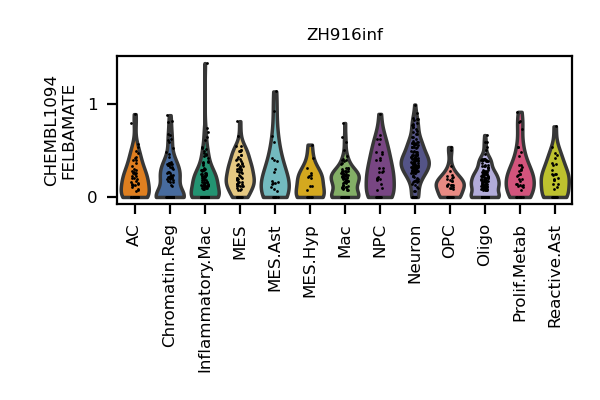 ZH916inf
CHEMBL1094
FELBAMATE
1
0
AC
Chromatin.Reg
Inflammatory.Mac
MES
MES.Ast
MES.Hyp
Mac
NPC
Neuron
OPC
Oligo
Prolif.Metab
Reactive.Ast